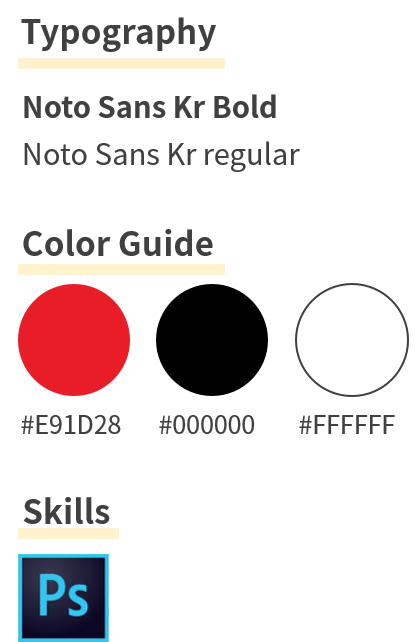 Typography
Noto Sans Kr Bold
Noto Sans Kr regular
Color Guide
#E91D28 #000000 #FFFFFF
Skills
Ps